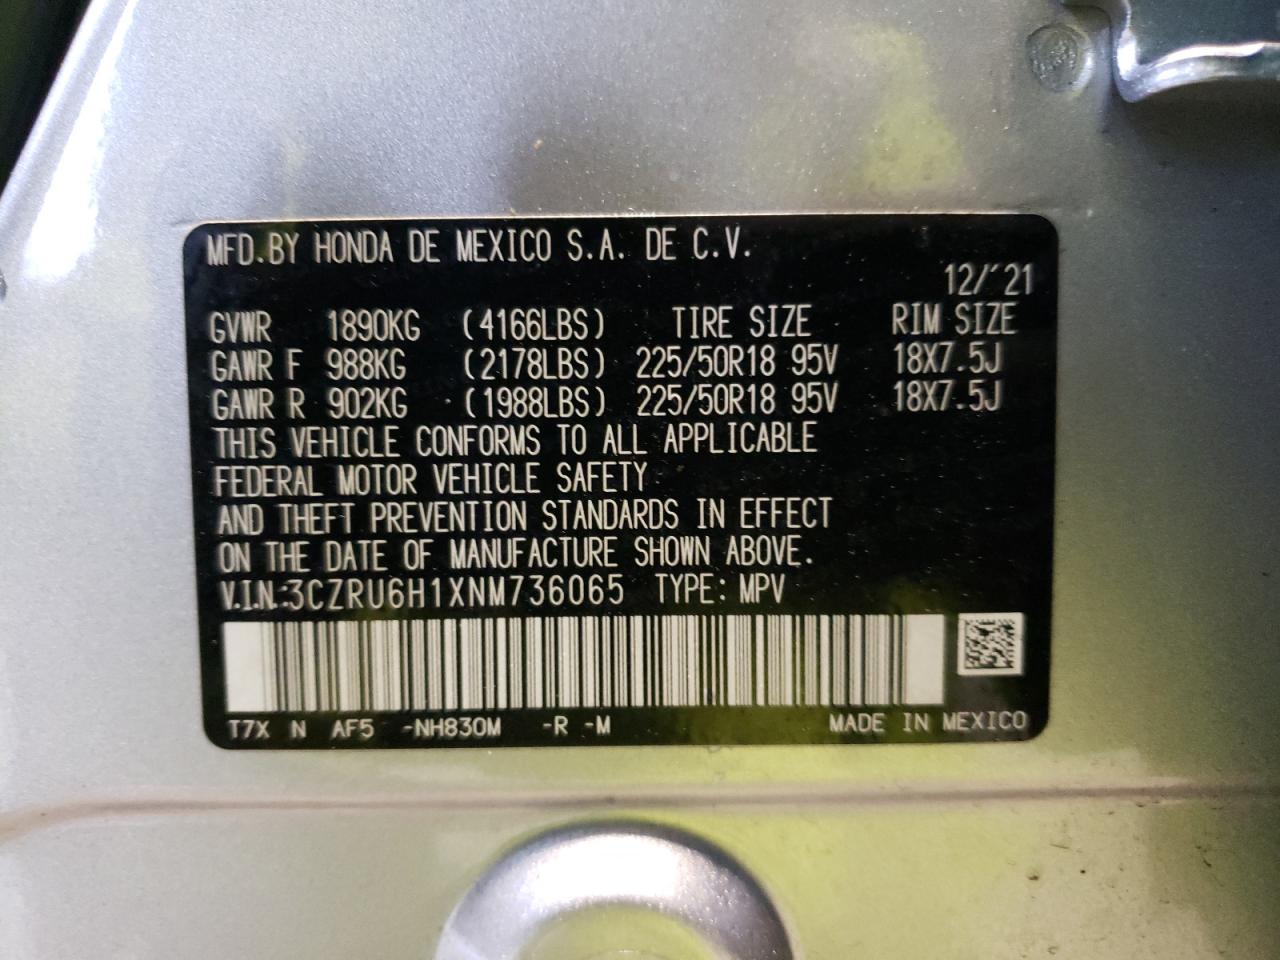 MFD.BY HONDA DE MEXICO S.A. DE C.V.
12/'21
GVWR 1890KG (4166LBS) TIRE SIZE RIM SIZE
GAWR F 988KG (2178LBS) 225/50R18 95V 18X7.5J
GAWR R 902KG (1988LBS) 225/50R18 95V 18X7.5J
THIS VEHICLE CONFORMS TO ALL APPLICABLE
FEDERAL MOTOR VEHICLE SAFETY
AND THEFT PREVENTION STANDARDS IN EFFECT
ON THE DATE OF MANUFACTURE SHOWN ABOVE.
V.I.N.:3CZRU6H1XNM736065 TYPE: MPV
T7X N AF5 -NH830M -R -M MADE IN MEXICO